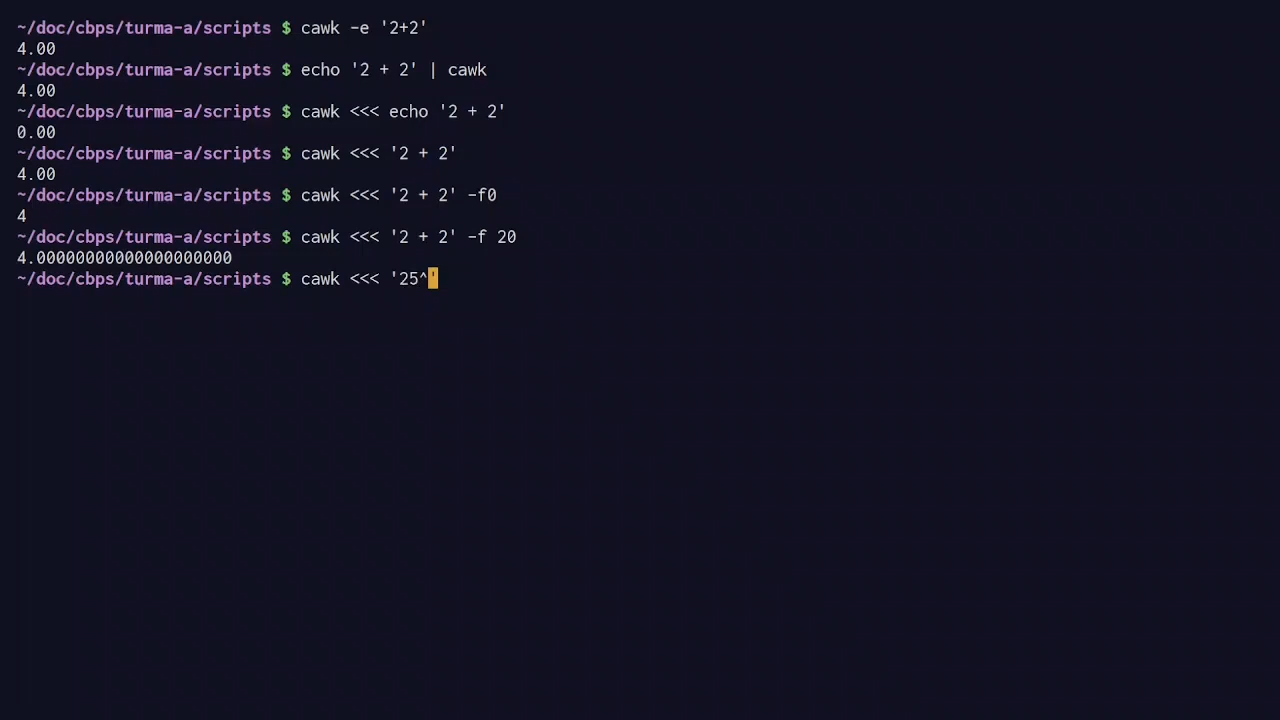 ~/doc/cbps/turma-a/scripts $ cawk -e '2+2'
4.00
~/doc/cbps/turma-a/scripts $ echo '2 + 2' | cawk
4.00
~/doc/cbps/turma-a/scripts $ cawk <<< echo '2 + 2'
0.00
~/doc/cbps/turma-a/scripts $ cawk <<< '2 + 2'
4.00
~/doc/cbps/turma-a/scripts $ cawk <<< '2 + 2' -f0
4
~/doc/cbps/turma-a/scripts $ cawk <<< '2 + 2' -f 20
4.00000000000000000000
~/doc/cbps/turma-a/scripts $ cawk <<< '25^'